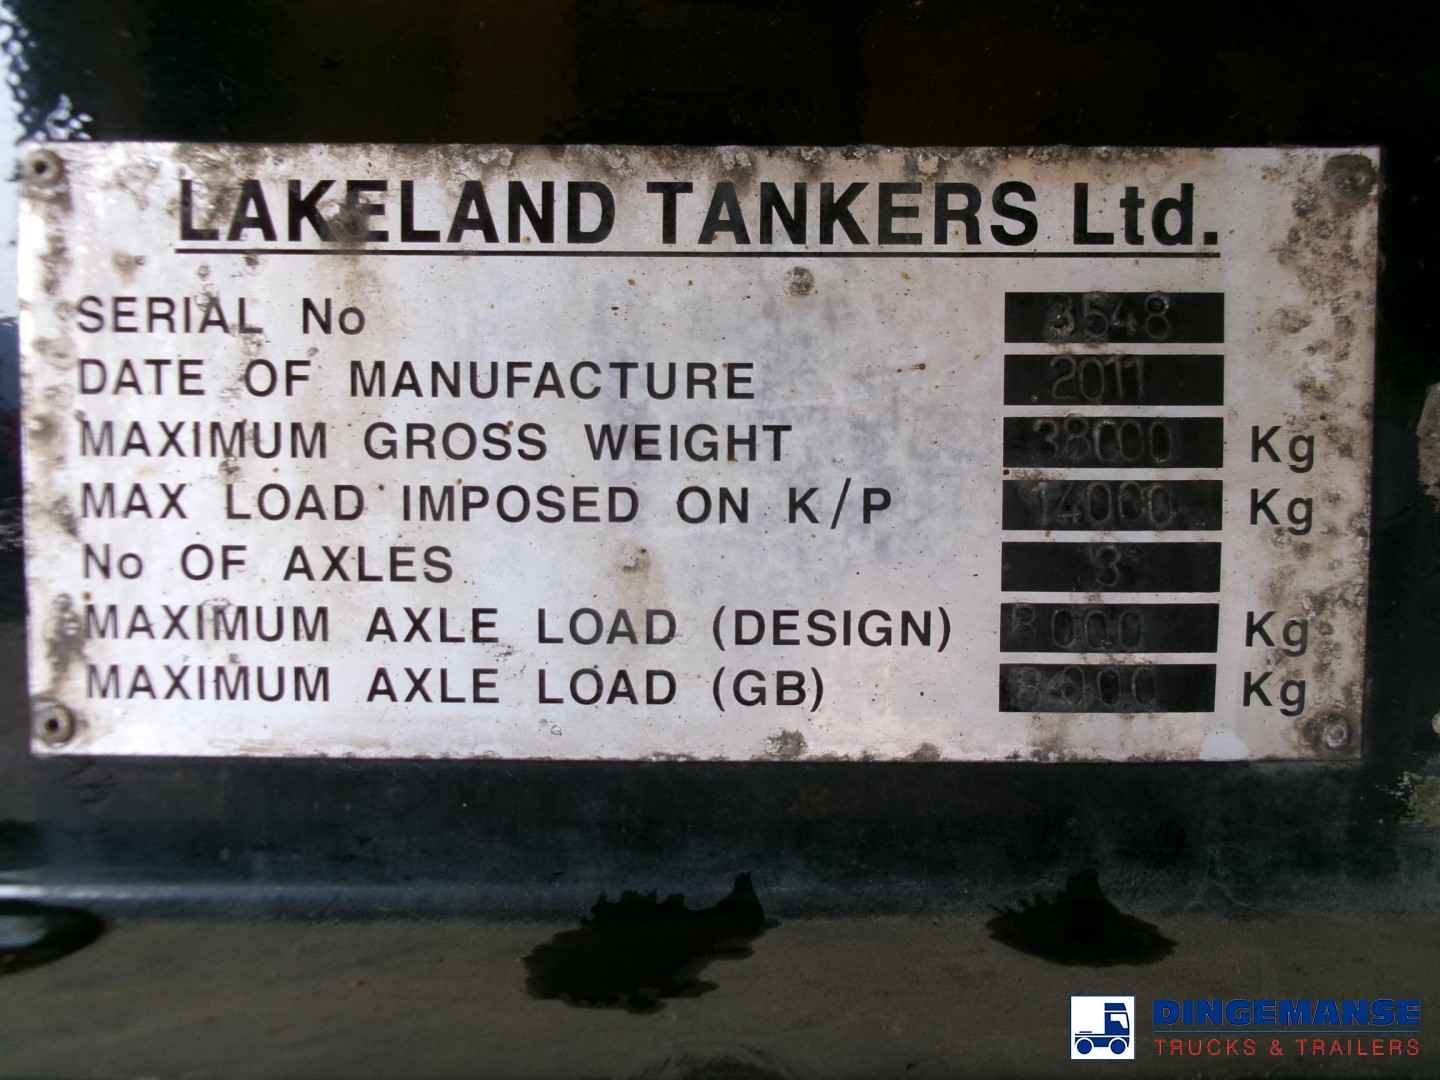 LAKELAND TANKERS Ltd.
SERIAL No 3548
DATE OF MANUFACTURE 2011
MAXIMUM GROSS WEIGHT 38000 Kg
MAX LOAD IMPOSED ON K/P 14000 Kg
No OF AXLES 3
MAXIMUM AXLE LOAD (DESIGN) 8000 Kg
MAXIMUM AXLE LOAD (GB) 8000 Kg
DINGEMANSE
TRUCKS & TRAILERS